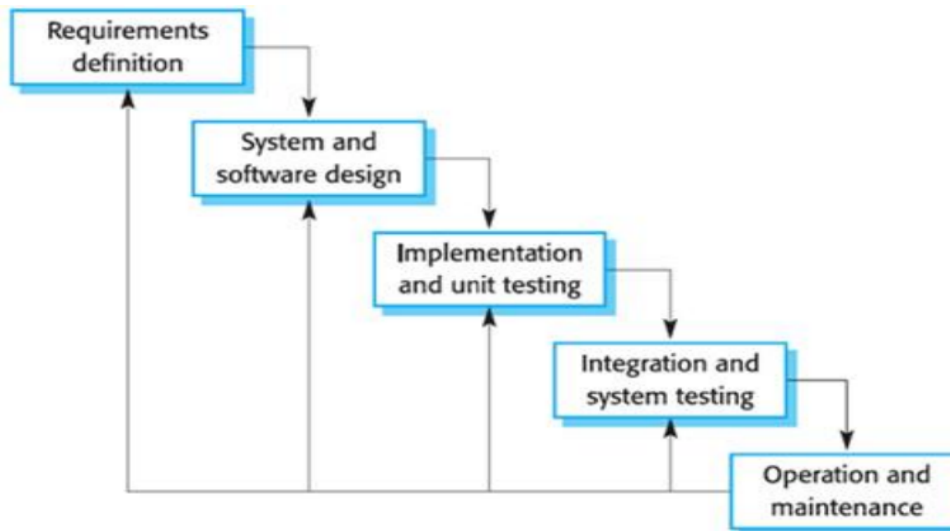 Requirements
definition
System and
software design
Implementation
and unit testing
Integration and
system testing
Operation and
maintenance